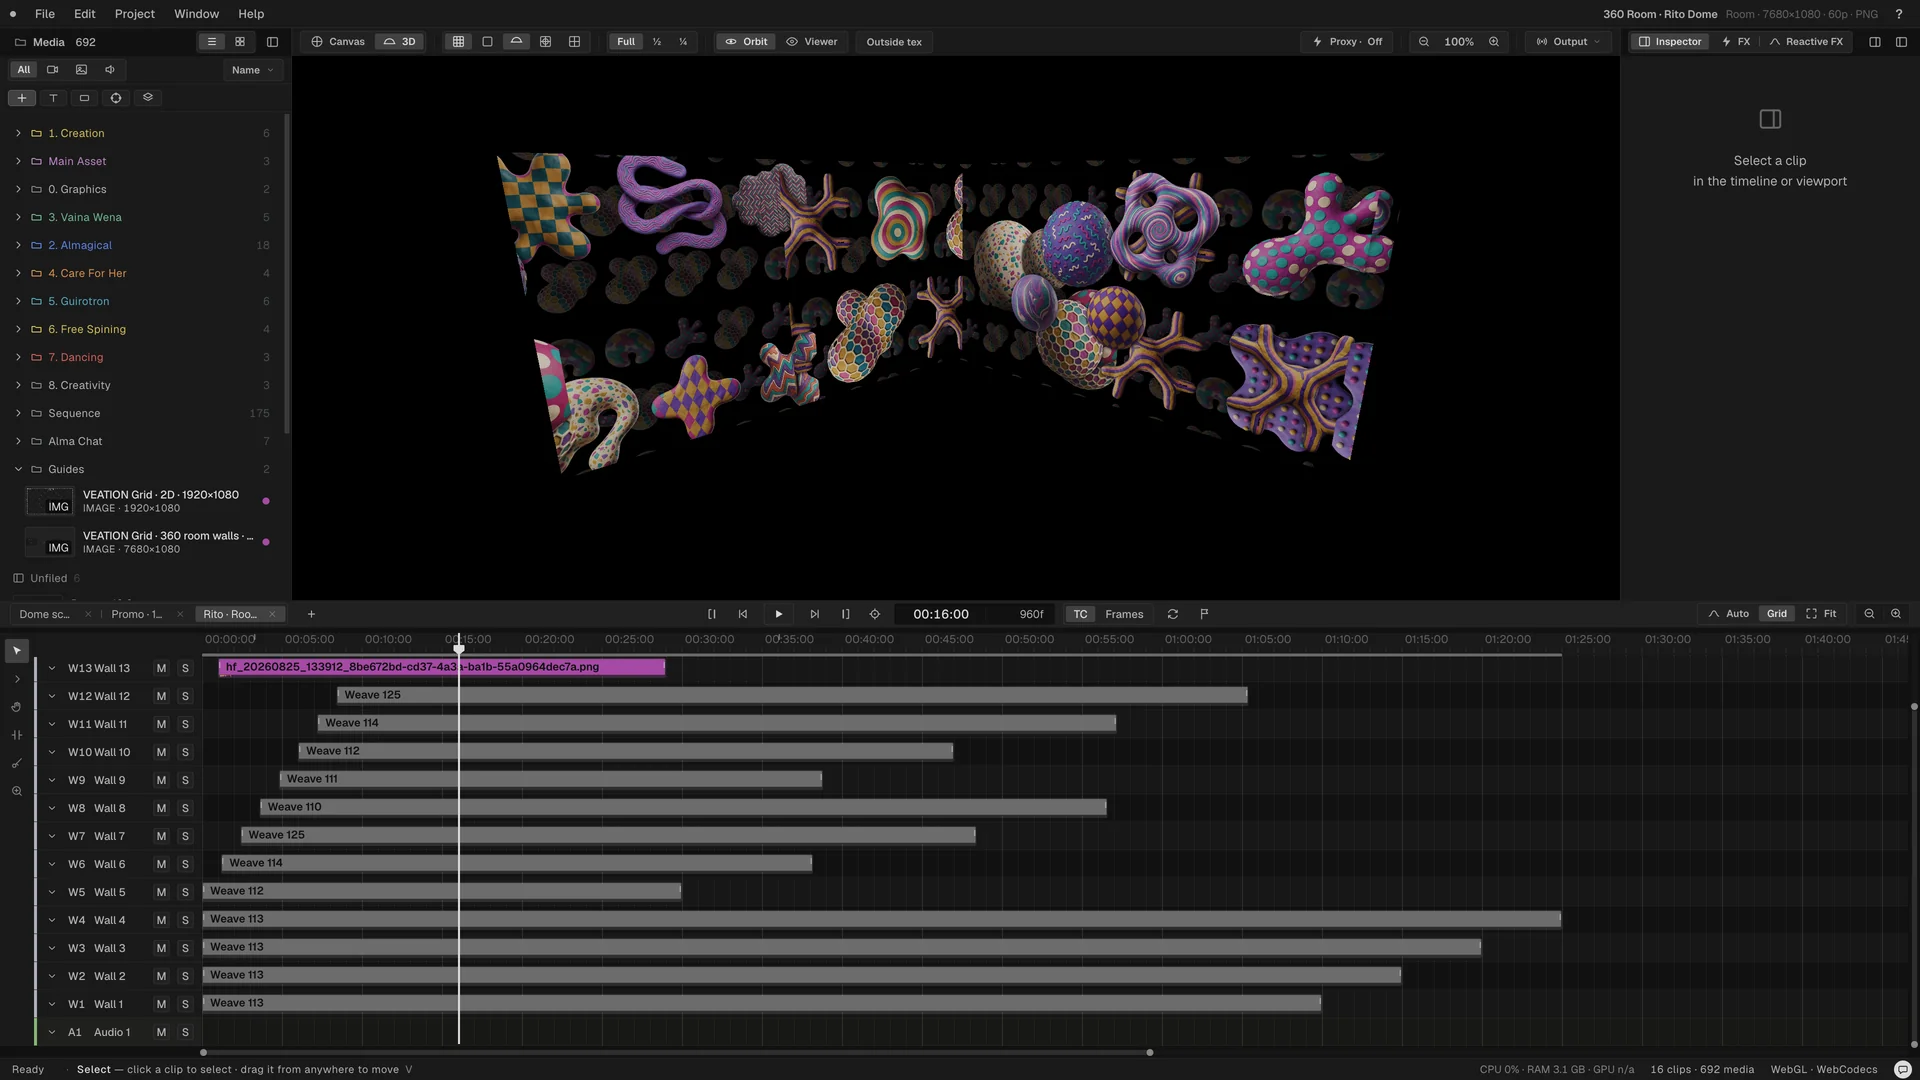 File Edit Project Window Help
360 Room · Rito Dome Room · 7680×1080 · 60p · PNG ?
Media 692
Canvas 3D Full ½ ¼ Orbit Viewer Outside tex Proxy · Off 100% Output Inspector FX Reactive FX
All Name
T
1. Creation 6
Main Asset 3
0. Graphics 2
3. Vaina Wena 5
2. Almagical 18
4. Care For Her 4
5. Guirotron 6
6. Free Spining 4
7. Dancing 3
8. Creativity 3
Sequence 175
Alma Chat 7
Guides 2
IMG VEATION Grid · 2D · 1920×1080
IMAGE · 1920×1080
IMG VEATION Grid · 360 room walls · ...
IMAGE · 7680×1080
Unfiled 6
Select a clip
in the timeline or viewport
Dome sc... Promo · 1... Rito · Roo... 00:16:00 960f TC Frames Auto Grid Fit
00:00:00 00:05:00 00:10:00 00:15:00 00:20:00 00:25:00 00:30:00 00:35:00 00:40:00 00:45:00 00:50:00 00:55:00 01:00:00 01:05:00 01:10:00 01:15:00 01:20:00 01:25:00 01:30:00 01:35:00 01:40:00
W13 Wall 13 M S hf_20260825_133912_8be672bd-cd37-4a3a-ba1b-55a0964dec7a.png
W12 Wall 12 M S Weave 125
W11 Wall 11 M S Weave 114
W10 Wall 10 M S Weave 112
W9 Wall 9 M S Weave 111
W8 Wall 8 M S Weave 110
W7 Wall 7 M S Weave 125
W6 Wall 6 M S Weave 114
W5 Wall 5 M S Weave 112
W4 Wall 4 M S Weave 113
W3 Wall 3 M S Weave 113
W2 Wall 2 M S Weave 113
W1 Wall 1 M S Weave 113
A1 Audio 1 M S
Ready · Select — click a clip to select · drag it from anywhere to move V
CPU 0% · RAM 3.1 GB · GPU n/a 16 clips · 692 media WebGL · WebCodecs